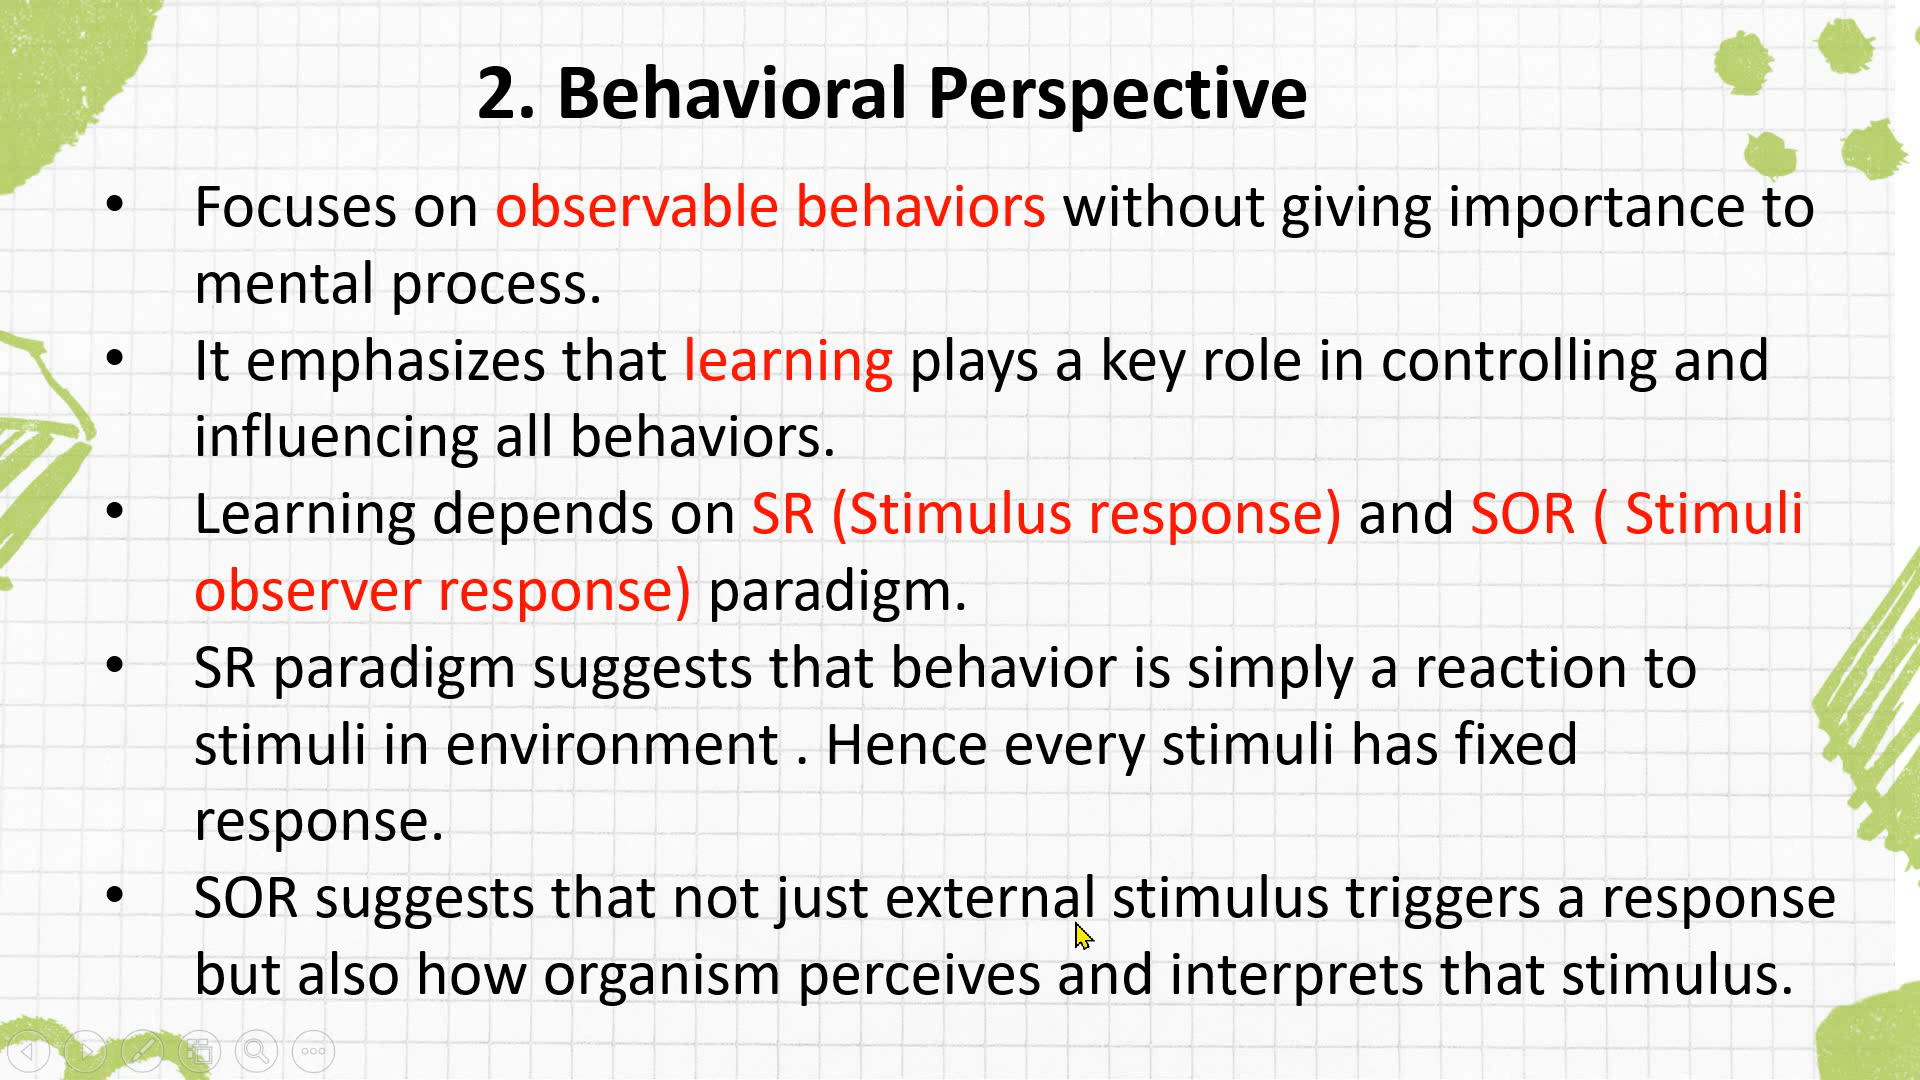 2. Behavioral Perspective
• Focuses on observable behaviors without giving importance to
mental process.
• It emphasizes that learning plays a key role in controlling and
influencing all behaviors.
• Learning depends on SR (Stimulus response) and SOR ( Stimuli
observer response) paradigm.
• SR paradigm suggests that behavior is simply a reaction to
stimuli in environment . Hence every stimuli has fixed
response.
• SOR suggests that not just external stimulus triggers a response
but also how organism perceives and interprets that stimulus.